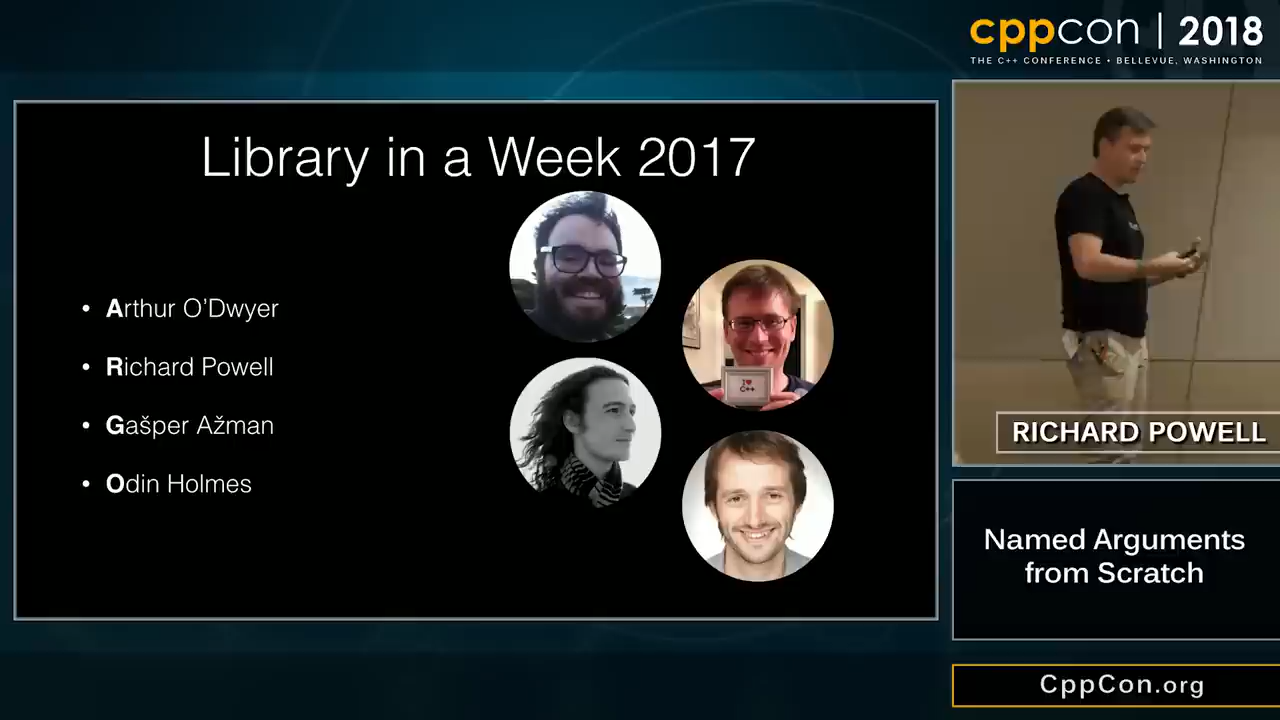 cppcon | 2018
THE C++ CONFERENCE • BELLEVUE, WASHINGTON
Library in a Week 2017
• Arthur O’Dwyer
• Richard Powell
• Gašper Ažman
• Odin Holmes
I ♥
C++
RICHARD POWELL
Named Arguments
from Scratch
CppCon.org